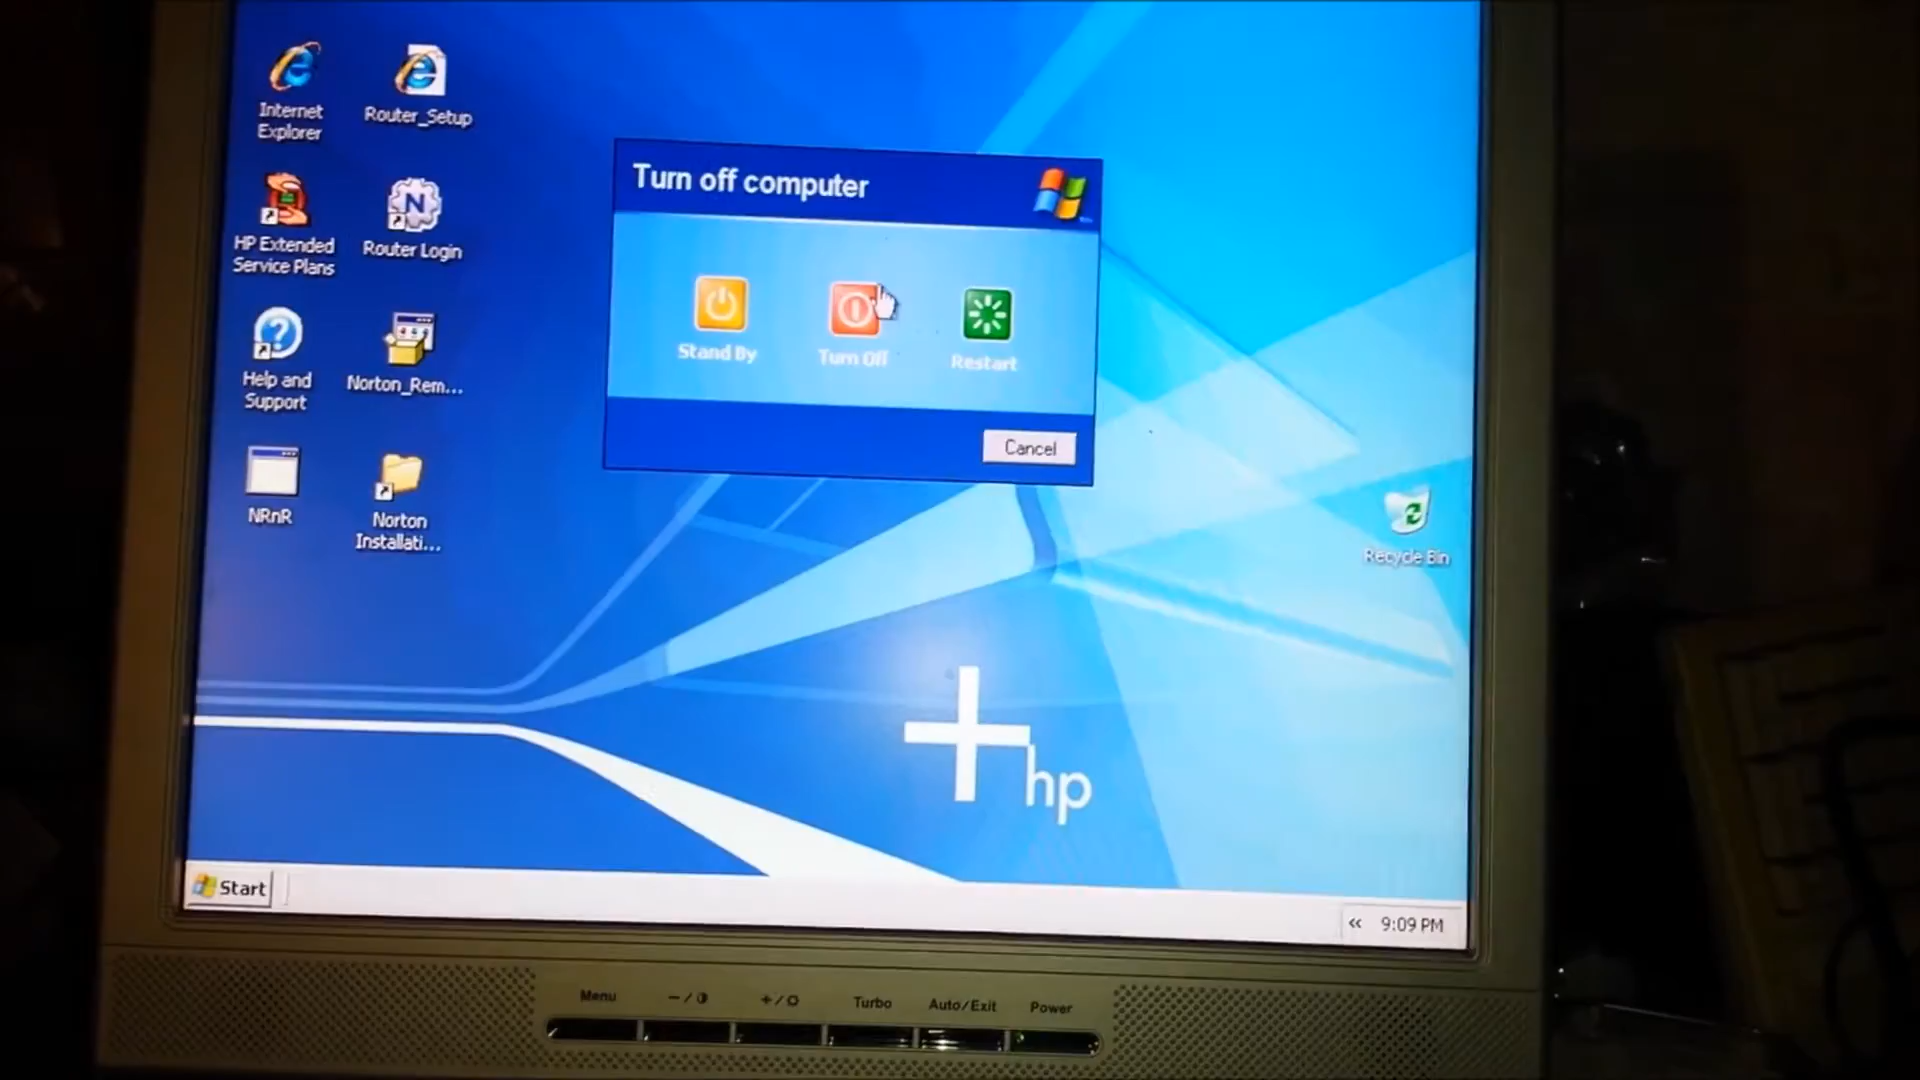 Internet
Explorer
Router_Setup
HP Extended
Service Plans
Router Login
Help and
Support
Norton_Rem...
NRnR
Norton
Installati...
Turn off computer
Stand By
Turn Off
Restart
Cancel
Recycle Bin
hp
Start
« 9:09 PM
Menu
- /
+ /
Turbo
Auto/Exit
Power